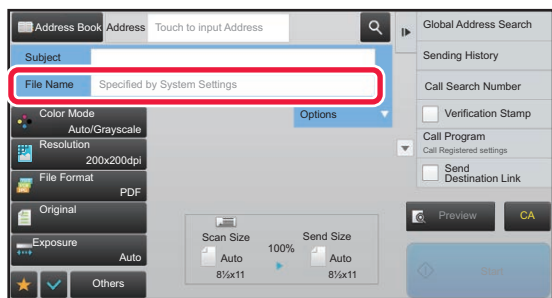 Address Book
Address
Touch to input Address
Global Address Search
Subject
Sending History
File Name
Specified by System Settings
Call Search Number
Color Mode
Auto/Grayscale
Options
Verification Stamp
Resolution
200x200dpi
Call Program
Call Registered settings
File Format
PDF
Send
Destination Link
Original
Preview
CA
Scan Size
100%
Send Size
Exposure
Auto
Auto
Auto
8½x11
8½x11
Start
Others